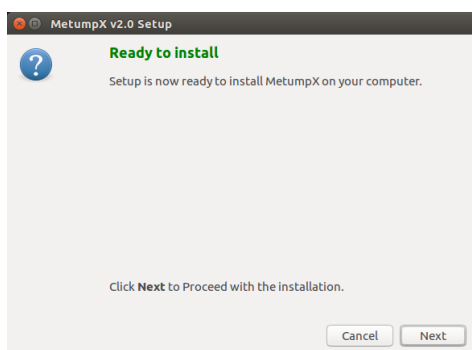 MetumpX v2.0 Setup
Ready to install
Setup is now ready to install MetumpX on your computer.
Click Next to Proceed with the installation.
Cancel Next